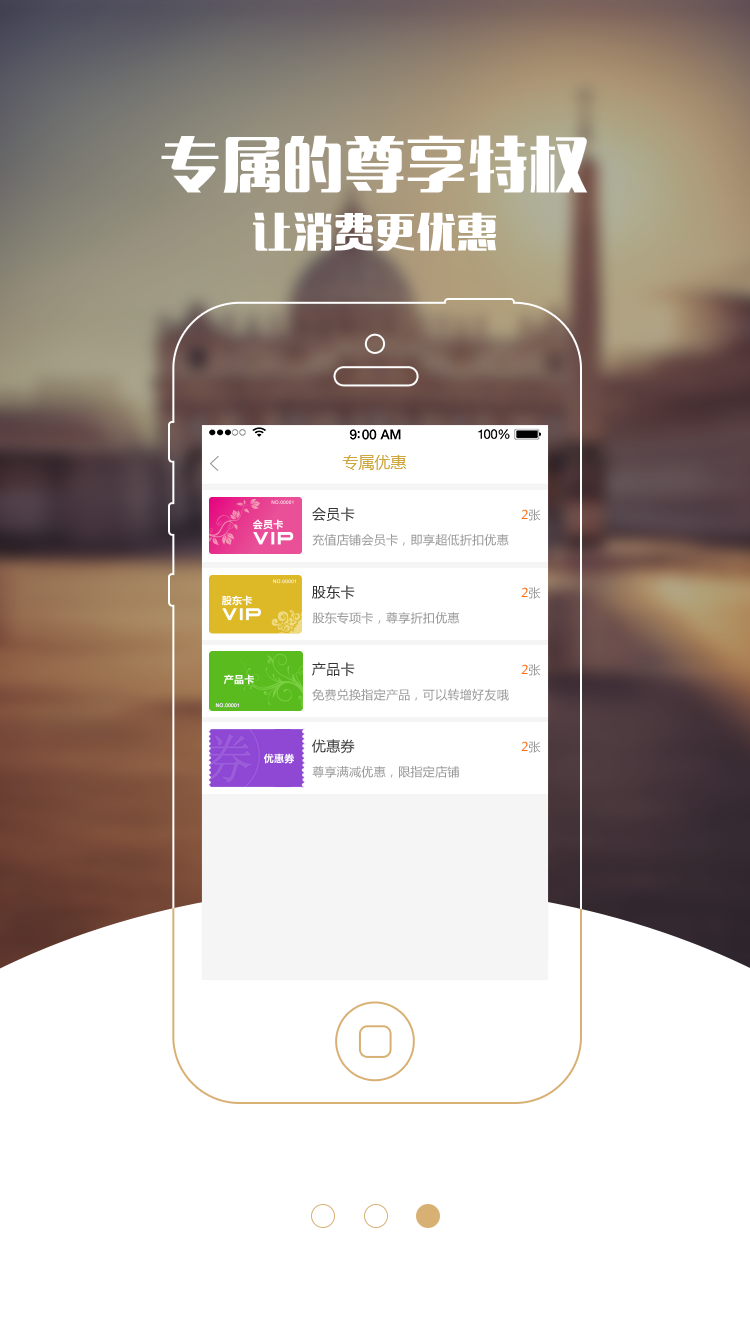 专属的尊享特权
让消费更优惠
9:00 AM
100%
专属优惠
NO.00001
会员卡
VIP
会员卡
2张
充值店铺会员卡，即享超低折扣优惠
NO.00001
股东卡
VIP
股东卡
2张
股东专项卡，尊享折扣优惠
产品卡
NO.00001
产品卡
2张
免费兑换指定产品，可以转增好友哦
券
优惠券
优惠券
2张
尊享满减优惠，限指定店铺